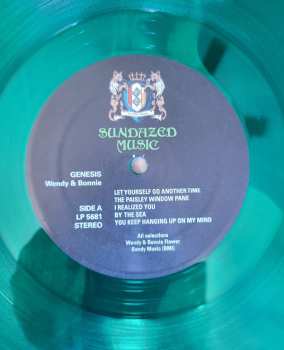 SUNDAZED
MUSIC
GENESIS
Wendy & Bonnie
LET YOURSELF GO ANOTHER TIME
THE PAISLEY WINDOW PANE
SIDE A I REALIZED YOU
LP 5681 BY THE SEA
STEREO YOU KEEP HANGING UP ON MY MIND
All selections
Wendy & Bonnie Flower
Bandy Music (BMI)